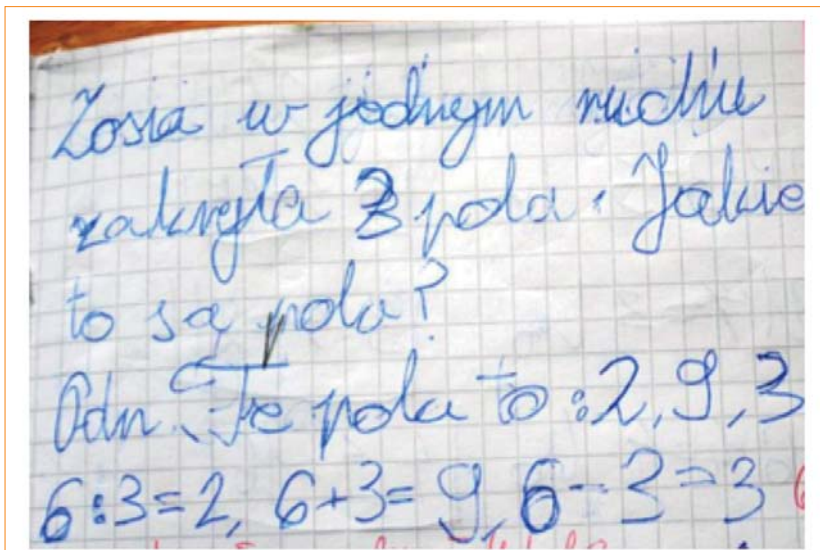 Zosia w jednym ruchu
zakryła 3 pola. Jakie
to są pola?
Odp. Te pola to: 2, 9, 3
6:3=2, 6+3=9, 6-3=3